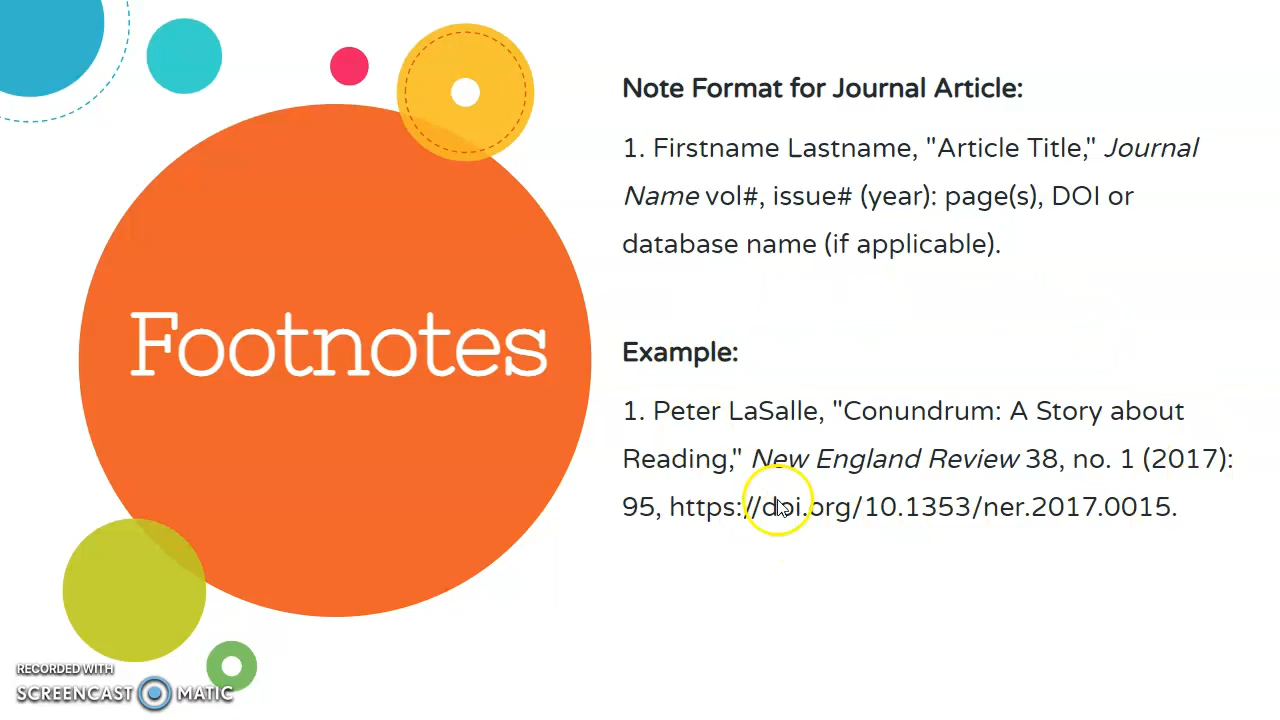 Note Format for Journal Article:
1. Firstname Lastname, "Article Title," Journal
Name vol#, issue# (year): page(s), DOI or
database name (if applicable).
Footnotes
Example:
1. Peter LaSalle, "Conundrum: A Story about
Reading," New England Review 38, no. 1 (2017):
95, https://doi.org/10.1353/ner.2017.0015.
RECORDED WITH
SCREENCAST MATIC